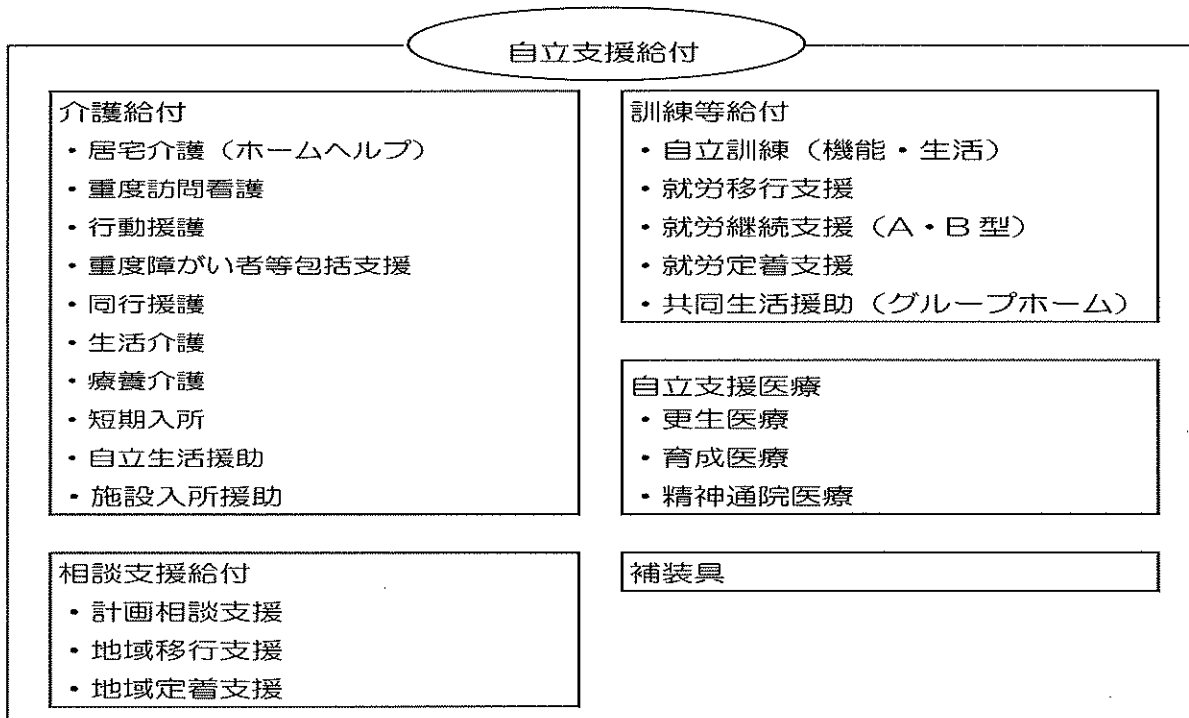 自立支援給付
介護給付
・居宅介護（ホームヘルプ）
・重度訪問看護
・行動援護
・重度障がい者等包括支援
・同行援護
・生活介護
・療養介護
・短期入所
・自立生活援助
・施設入所援助
相談支援給付
・計画相談支援
・地域移行支援
・地域定着支援
訓練等給付
・自立訓練（機能・生活）
・就労移行支援
・就労継続支援（A・B型）
・就労定着支援
・共同生活援助（グループホーム）
自立支援医療
・更生医療
・育成医療
・精神通院医療
補装具